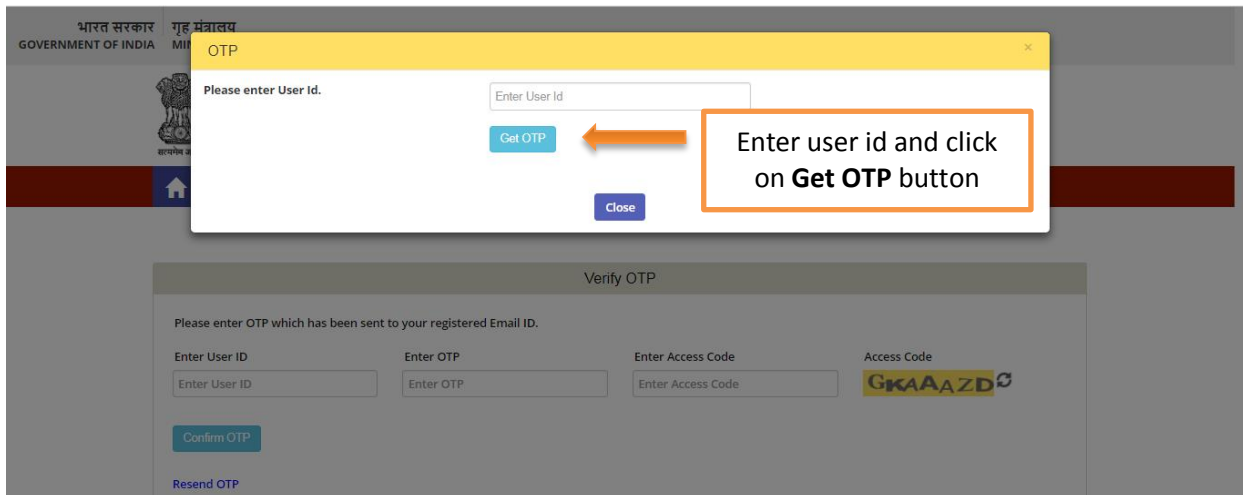 भारत सरकार गृह मंत्रालय
GOVERNMENT OF INDIA
OTP ×
Please enter User Id.
Enter User Id
Get OTP
Enter user id and click
on Get OTP button
Close
Verify OTP
Please enter OTP which has been sent to your registered Email ID.
Enter User ID Enter OTP Enter Access Code Access Code
Enter User ID Enter OTP Enter Access Code GKAAAZD
Confirm OTP
Resend OTP